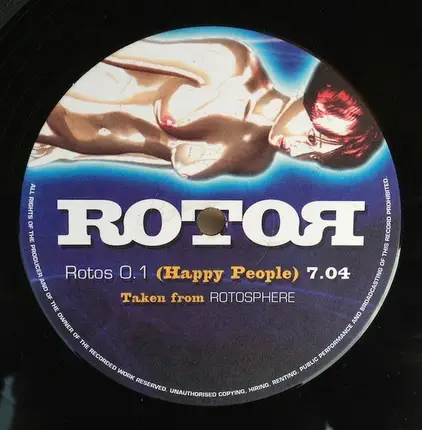 ROTOЯ
Rotos 0.1 (Happy People) 7.04
Taken from ROTOSPHERE
ALL RIGHTS OF THE PRODUCER AND OF THE OWNER OF THE RECORDED WORK RESERVED. UNAUTHORISED COPYING, HIRING, RENTING, PUBLIC PERFORMANCE AND BROADCASTING OF THIS RECORD PROHIBITED.